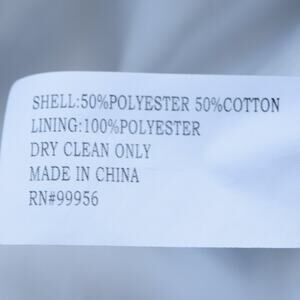 SHELL:50%POLYESTER 50%COTTON
LINING:100%POLYESTER
DRY CLEAN ONLY
MADE IN CHINA
RN#99956